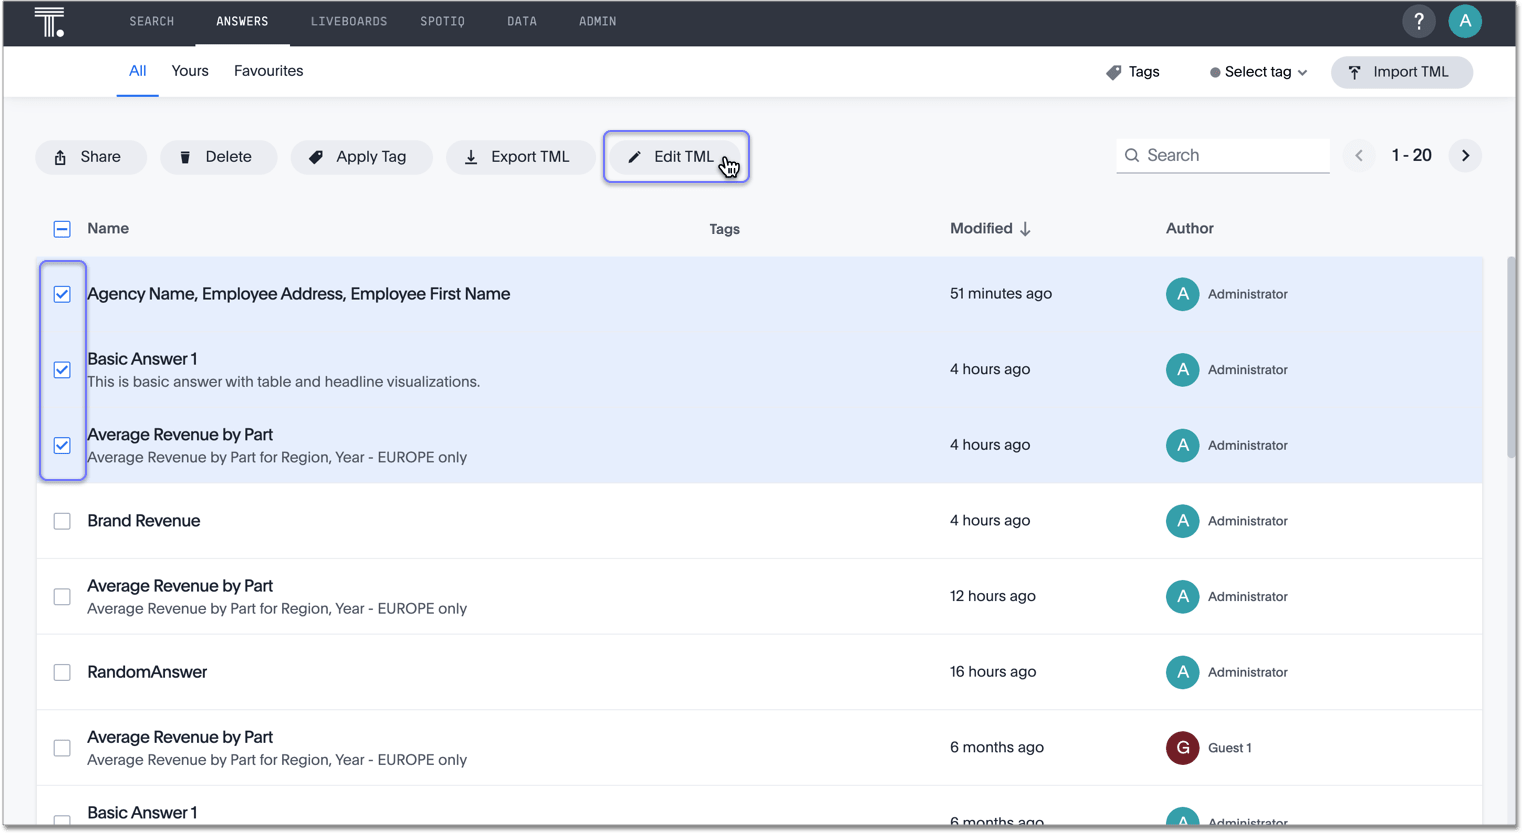 SEARCH ANSWERS LIVEBOARDS SPOTIQ DATA ADMIN ? A
All Yours Favourites Tags Select tag Import TML
Share Delete Apply Tag Export TML Edit TML Search 1 - 20
Name Tags Modified Author
Agency Name, Employee Address, Employee First Name 51 minutes ago A Administrator
Basic Answer 1
This is basic answer with table and headline visualizations. 4 hours ago A Administrator
Average Revenue by Part
Average Revenue by Part for Region, Year - EUROPE only 4 hours ago A Administrator
Brand Revenue 4 hours ago A Administrator
Average Revenue by Part
Average Revenue by Part for Region, Year - EUROPE only 12 hours ago A Administrator
RandomAnswer 16 hours ago A Administrator
Average Revenue by Part
Average Revenue by Part for Region, Year - EUROPE only 6 months ago G Guest 1
Basic Answer 1
6 months ago A Administrator